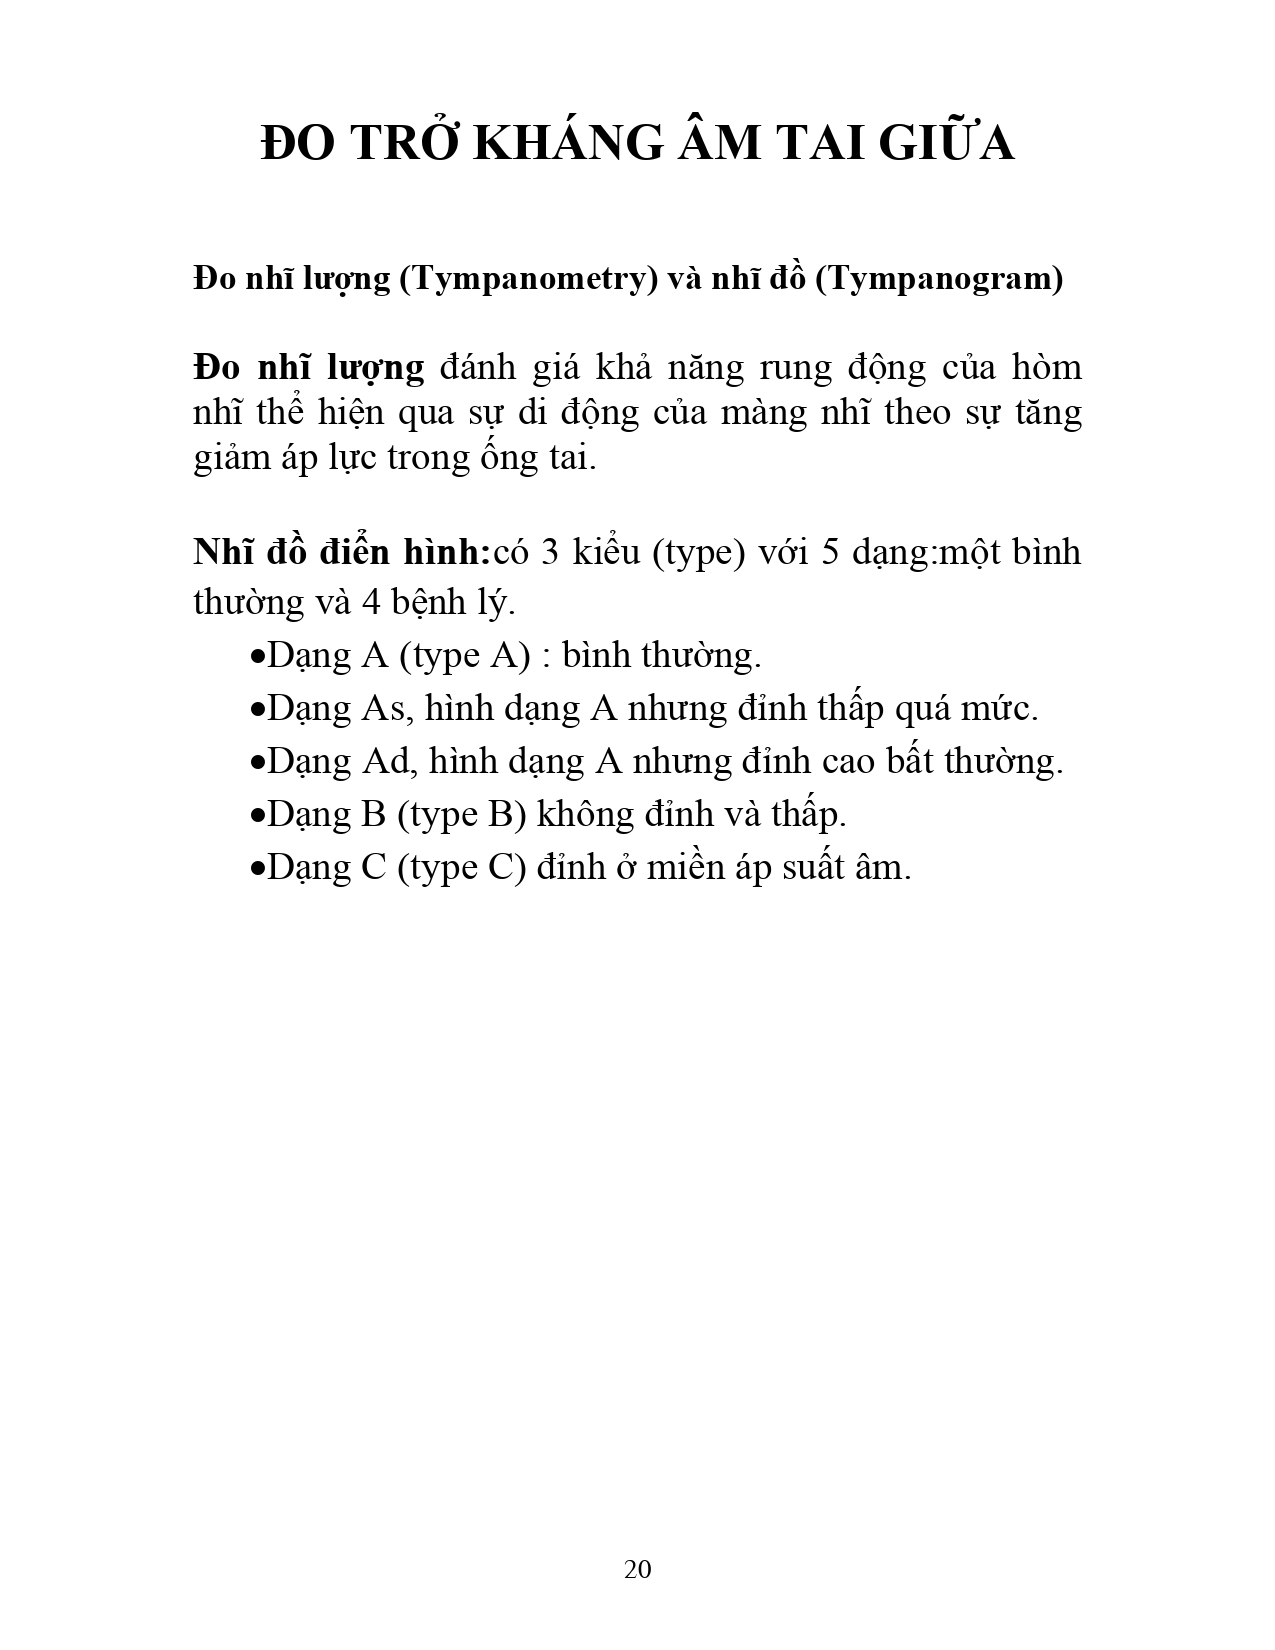 ĐO TRỞ KHÁNG ÂM TAI GIỮA
Đo nhĩ lượng (Tympanometry) và nhĩ đồ (Tympanogram)
Đo nhĩ lượng đánh giá khả năng rung động của hòm
nhĩ thể hiện qua sự di động của màng nhĩ theo sự tăng
giảm áp lực trong ống tai.
Nhĩ đồ điển hình:có 3 kiểu (type) với 5 dạng:một bình
thường và 4 bệnh lý.
•Dạng A (type A) : bình thường.
•Dạng As, hình dạng A nhưng đỉnh thấp quá mức.
•Dạng Ad, hình dạng A nhưng đỉnh cao bất thường.
•Dạng B (type B) không đỉnh và thấp.
•Dạng C (type C) đỉnh ở miền áp suất âm.
20